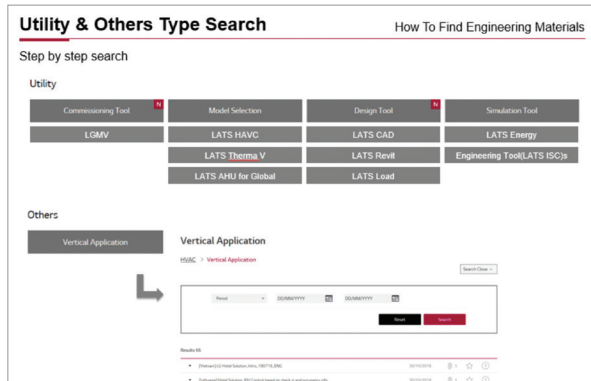 Utility & Others Type Search
How To Find Engineering Materials
Step by step search
Utility
Commissioning Tool N Model Selection Design Tool N Simulation Tool
LGMV LATS HAVC LATS CAD LATS Energy
LATS Therma V LATS Revit Engineering Tool(LATS ISC)s
LATS AHU for Global LATS Load
Others
Vertical Application
Vertical Application
HVAC > Vertical Application
Search Close
Period DD/MM/YYYY DD/MM/YYYY
Reset Search
Results 66